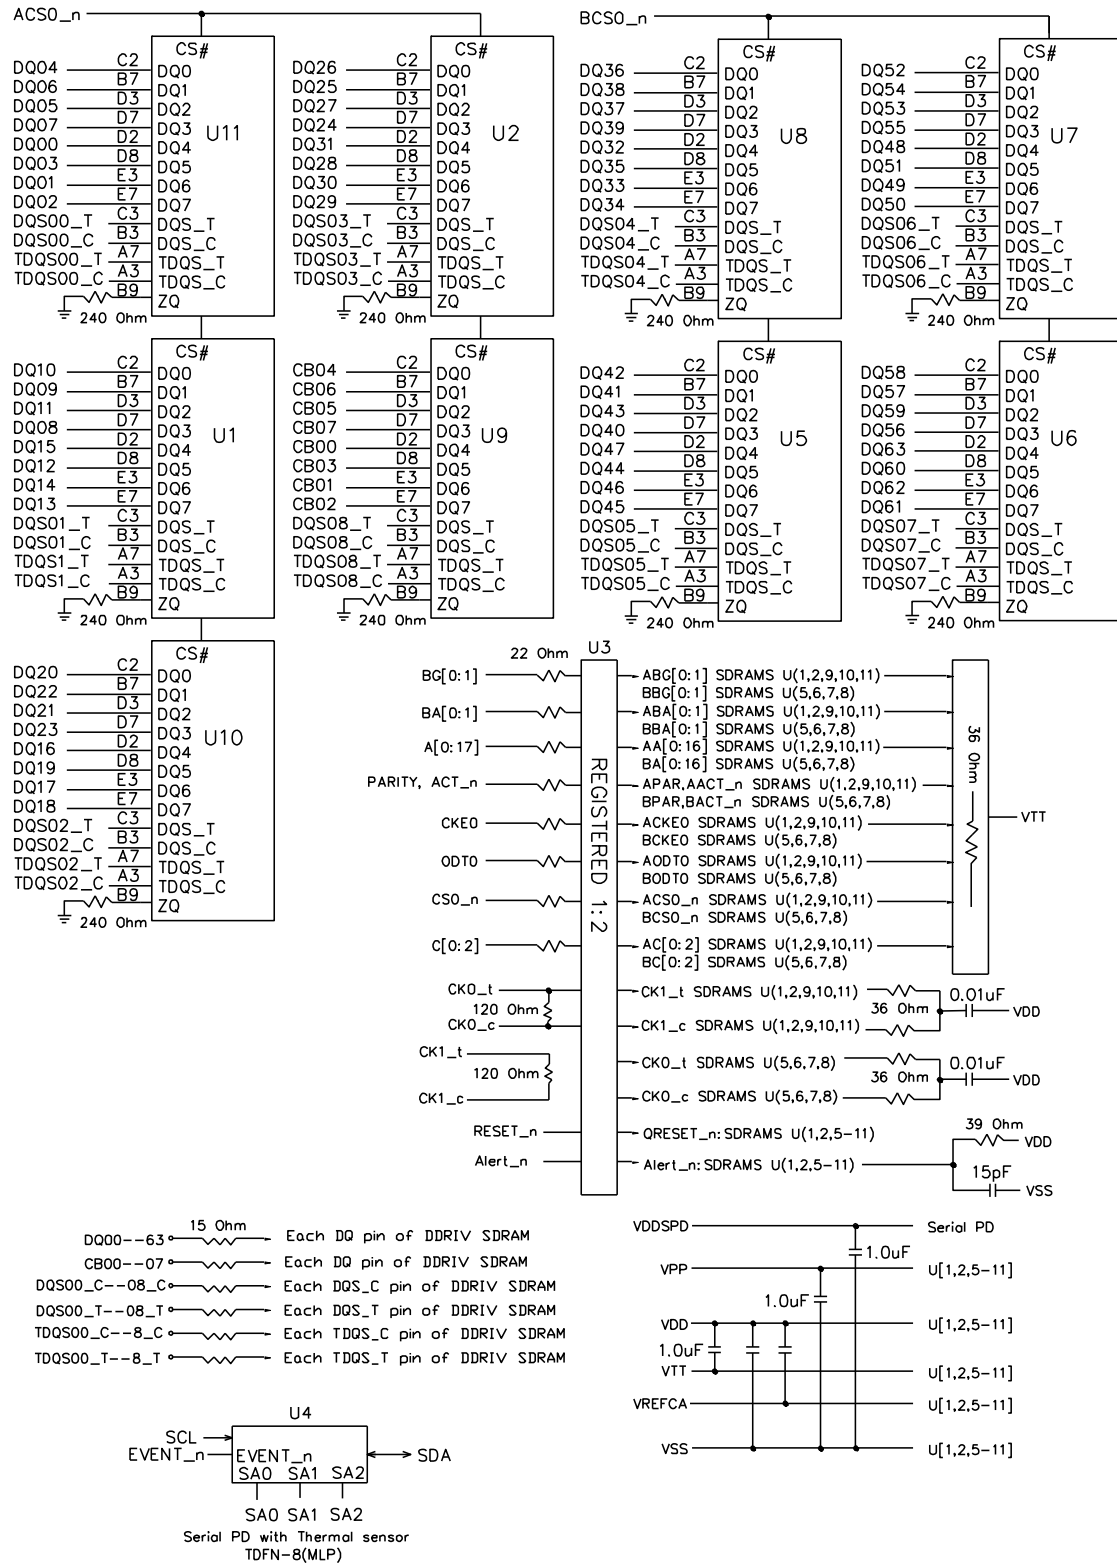 ACS0_n
CS#
DQ04 C2 DQ0
DQ06 B7 DQ1
DQ05 D3 DQ2
DQ07 D7 DQ3
DQ00 D2 DQ4
DQ03 D8 DQ5
DQ01 E3 DQ6
DQ02 E7 DQ7
DQS00_T C3 DQS_T
DQS00_C B3 DQS_C
TDQS00_T A7 TDQS_T
TDQS00_C A3 TDQS_C
B9 ZQ
240 Ohm
U11
CS#
DQ26 C2 DQ0
DQ25 B7 DQ1
DQ27 D3 DQ2
DQ24 D7 DQ3
DQ31 D2 DQ4
DQ28 D8 DQ5
DQ30 E3 DQ6
DQ29 E7 DQ7
DQS03_T C3 DQS_T
DQS03_C B3 DQS_C
TDQS03_T A7 TDQS_T
TDQS03_C A3 TDQS_C
B9 ZQ
240 Ohm
U2
BCS0_n
CS#
DQ36 C2 DQ0
DQ38 B7 DQ1
DQ37 D3 DQ2
DQ39 D7 DQ3
DQ32 D2 DQ4
DQ35 D8 DQ5
DQ33 E3 DQ6
DQ34 E7 DQ7
DQS04_T C3 DQS_T
DQS04_C B3 DQS_C
TDQS04_T A7 TDQS_T
TDQS04_C A3 TDQS_C
B9 ZQ
240 Ohm
U8
CS#
DQ52 C2 DQ0
DQ54 B7 DQ1
DQ53 D3 DQ2
DQ55 D7 DQ3
DQ48 D2 DQ4
DQ51 D8 DQ5
DQ49 E3 DQ6
DQ50 E7 DQ7
DQS06_T C3 DQS_T
DQS06_C B3 DQS_C
TDQS06_T A7 TDQS_T
TDQS06_C A3 TDQS_C
B9 ZQ
240 Ohm
U7
CS#
DQ10 C2 DQ0
DQ09 B7 DQ1
DQ11 D3 DQ2
DQ08 D7 DQ3
DQ15 D2 DQ4
DQ12 D8 DQ5
DQ14 E3 DQ6
DQ13 E7 DQ7
DQS01_T C3 DQS_T
DQS01_C B3 DQS_C
TDQS1_T A7 TDQS_T
TDQS1_C A3 TDQS_C
B9 ZQ
240 Ohm
U1
CS#
CB04 C2 DQ0
CB06 B7 DQ1
CB05 D3 DQ2
CB07 D7 DQ3
CB00 D2 DQ4
CB03 D8 DQ5
CB01 E3 DQ6
CB02 E7 DQ7
DQS08_T C3 DQS_T
DQS08_C B3 DQS_C
TDQS08_T A7 TDQS_T
TDQS08_C A3 TDQS_C
B9 ZQ
240 Ohm
U9
CS#
DQ42 C2 DQ0
DQ41 B7 DQ1
DQ43 D3 DQ2
DQ40 D7 DQ3
DQ47 D2 DQ4
DQ44 D8 DQ5
DQ46 E3 DQ6
DQ45 E7 DQ7
DQS05_T C3 DQS_T
DQS05_C B3 DQS_C
TDQS05_T A7 TDQS_T
TDQS05_C A3 TDQS_C
B9 ZQ
240 Ohm
U5
CS#
DQ58 C2 DQ0
DQ57 B7 DQ1
DQ59 D3 DQ2
DQ56 D7 DQ3
DQ63 D2 DQ4
DQ60 D8 DQ5
DQ62 E3 DQ6
DQ61 E7 DQ7
DQS07_T C3 DQS_T
DQS07_C B3 DQS_C
TDQS07_T A7 TDQS_T
TDQS07_C A3 TDQS_C
B9 ZQ
240 Ohm
U6
CS#
DQ20 C2 DQ0
DQ22 B7 DQ1
DQ21 D3 DQ2
DQ23 D7 DQ3
DQ16 D2 DQ4
DQ19 D8 DQ5
DQ17 E3 DQ6
DQ18 E7 DQ7
DQS02_T C3 DQS_T
DQS02_C B3 DQS_C
TDQS02_T A7 TDQS_T
TDQS02_C A3 TDQS_C
B9 ZQ
240 Ohm
U10
U3
22 Ohm
REGISTERED 1:2
BG[0:1] ABG[0:1] SDRAMS U(1,2,9,10,11)
BBG[0:1] SDRAMS U(5,6,7,8)
BA[0:1] ABA[0:1] SDRAMS U(1,2,9,10,11)
BBA[0:1] SDRAMS U(5,6,7,8)
A[0:17] AA[0:16] SDRAMS U(1,2,9,10,11)
BA[0:16] SDRAMS U(5,6,7,8)
PARITY, ACT_n APAR,AACT_n SDRAMS U(1,2,9,10,11)
BPAR,BACT_n SDRAMS U(5,6,7,8)
CKE0 ACKE0 SDRAMS U(1,2,9,10,11)
BCKE0 SDRAMS U(5,6,7,8)
ODT0 AODT0 SDRAMS U(1,2,9,10,11)
BODT0 SDRAMS U(5,6,7,8)
CS0_n ACS0_n SDRAMS U(1,2,9,10,11)
BCS0_n SDRAMS U(5,6,7,8)
C[0:2] AC[0:2] SDRAMS U(1,2,9,10,11)
BC[0:2] SDRAMS U(5,6,7,8)
36 Ohm
VTT
CK0_t CK1_t SDRAMS U(1,2,9,10,11)
120 Ohm 36 Ohm 0.01uF VDD
CK0_c CK1_c SDRAMS U(1,2,9,10,11)
CK1_t CK0_t SDRAMS U(5,6,7,8)
120 Ohm 36 Ohm 0.01uF VDD
CK1_c CK0_c SDRAMS U(5,6,7,8)
RESET_n QRESET_n: SDRAMS U(1,2,5-11)
Alert_n Alert_n: SDRAMS U(1,2,5-11)
39 Ohm
VDD
15pF
VSS
15 Ohm
DQ00--63 Each DQ pin of DDRIV SDRAM
CB00--07 Each DQ pin of DDRIV SDRAM
DQS00_C--08_C Each DQS_C pin of DDRIV SDRAM
DQS00_T--08_T Each DQS_T pin of DDRIV SDRAM
TDQS00_C--8_C Each TDQS_C pin of DDRIV SDRAM
TDQS00_T--8_T Each TDQS_T pin of DDRIV SDRAM
VDDSPD Serial PD
1.0uF
VPP U[1,2,5-11]
1.0uF
VDD U[1,2,5-11]
1.0uF
VTT U[1,2,5-11]
VREFCA U[1,2,5-11]
VSS U[1,2,5-11]
U4
SCL
EVENT_n EVENT_n SDA
SA0 SA1 SA2
SA0 SA1 SA2
Serial PD with Thermal sensor
TDFN-8(MLP)